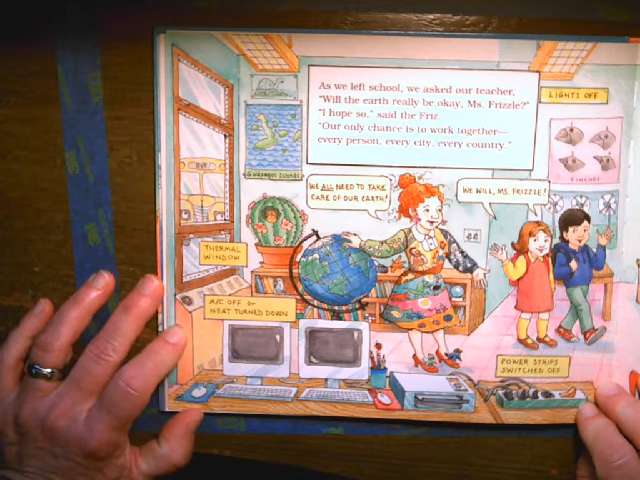 As we left school, we asked our teacher,
"Will the earth really be okay, Ms. Frizzle?"
"I hope so," said the Friz.
"Our only chance is to work together—
every person, every city, every country."
LIGHTS OFF
FINCHES
WE ALL NEED TO TAKE
CARE OF OUR EARTH!
WE WILL, MS. FRIZZLE!
THERMAL
WINDOW
A/C OFF or
HEAT TURNED DOWN
POWER STRIPS
SWITCHED OFF